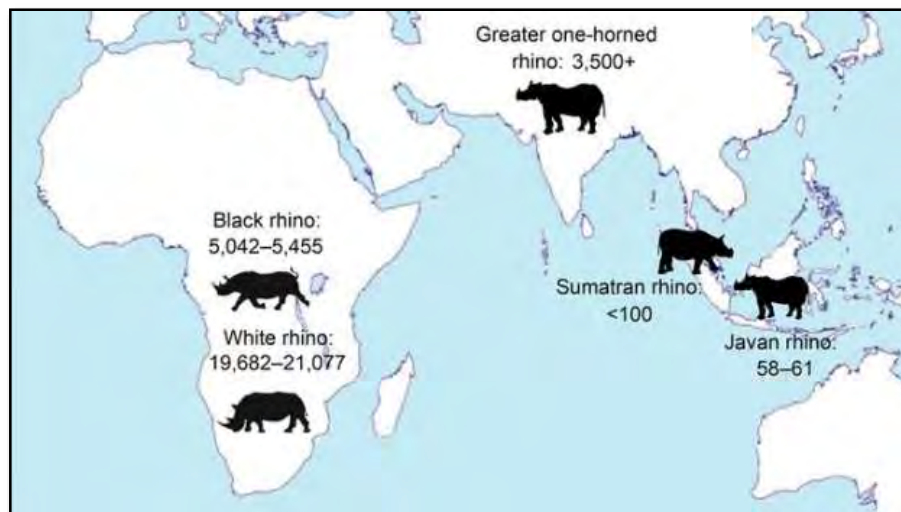 Greater one-horned
rhino: 3,500+
Black rhino:
5,042–5,455
Sumatran rhino:
<100
White rhino:
19,682–21,077
Javan rhino:
58–61